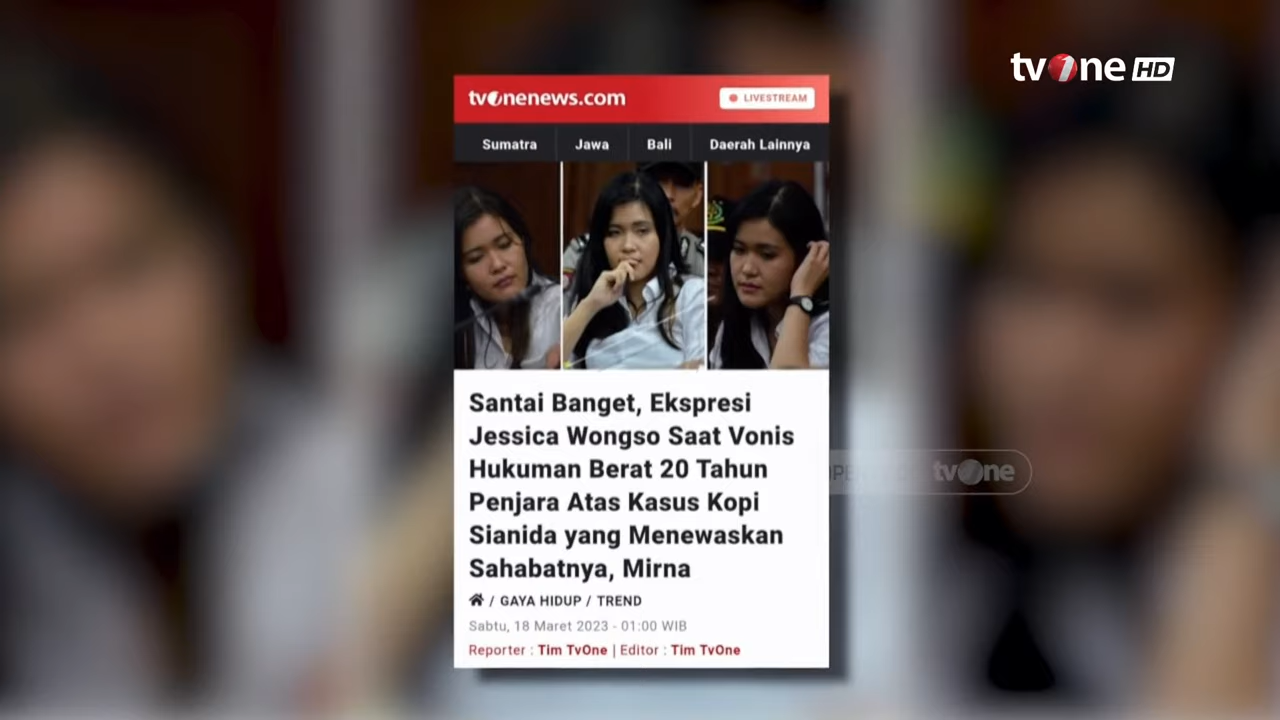 tvOne HD
tvOnenews.com
LIVESTREAM
Sumatra
Jawa
Bali
Daerah Lainnya
Santai Banget, Ekspresi
Jessica Wongso Saat Vonis
Hukuman Berat 20 Tahun
Penjara Atas Kasus Kopi
Sianida yang Menewaskan
Sahabatnya, Mirna
/ GAYA HIDUP / TREND
Sabtu, 18 Maret 2023 - 01:00 WIB
Reporter : Tim TvOne | Editor : Tim TvOne
tvOne